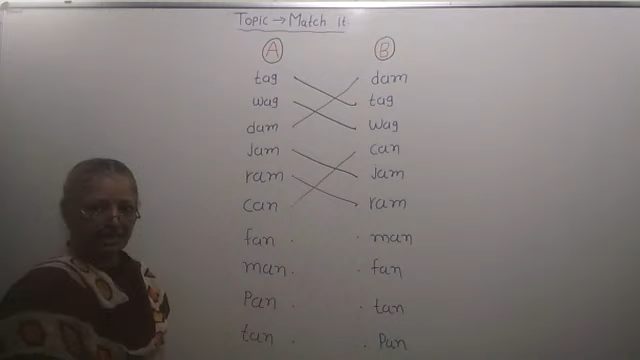 Topic → Match it
A B
tag dam
wag tag
dam wag
Jam can
ram Jam
can ram
fan man
man fan
Pan tan
tan Pan